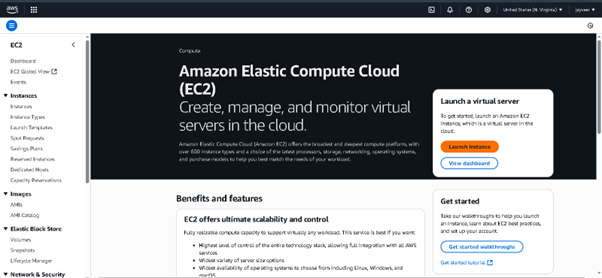 aws
United States (N. Virginia)
jayveer
EC2
Dashboard
EC2 Global View
Events
Instances
Instances
Instance Types
Launch Templates
Spot Requests
Savings Plans
Reserved Instances
Dedicated Hosts
Capacity Reservations
Images
AMIs
AMI Catalog
Elastic Block Store
Volumes
Snapshots
Lifecycle Manager
Network & Security
Compute
Amazon Elastic Compute Cloud
(EC2)
Create, manage, and monitor virtual
servers in the cloud.
Amazon Elastic Compute Cloud (Amazon EC2) offers the broadest and deepest compute platform, with
over 600 instance types and a choice of the latest processors, storage, networking, operating systems,
and purchase models to help you best match the needs of your workload.
Launch a virtual server
To get started, launch an Amazon EC2
instance, which is a virtual server in the
cloud.
Launch instance
View dashboard
Benefits and features
EC2 offers ultimate scalability and control
Fully resizable compute capacity to support virtually any workload. This service is best if you want:
Highest level of control of the entire technology stack, allowing full integration with all AWS
services
Widest variety of server size options
Widest availability of operating systems to choose from including Linux, Windows, and
macOS
Get started
Take our walkthroughs to help you launch
an instance, learn about EC2 best practices,
and set up your account.
Get started walkthroughs
Get started tutorial